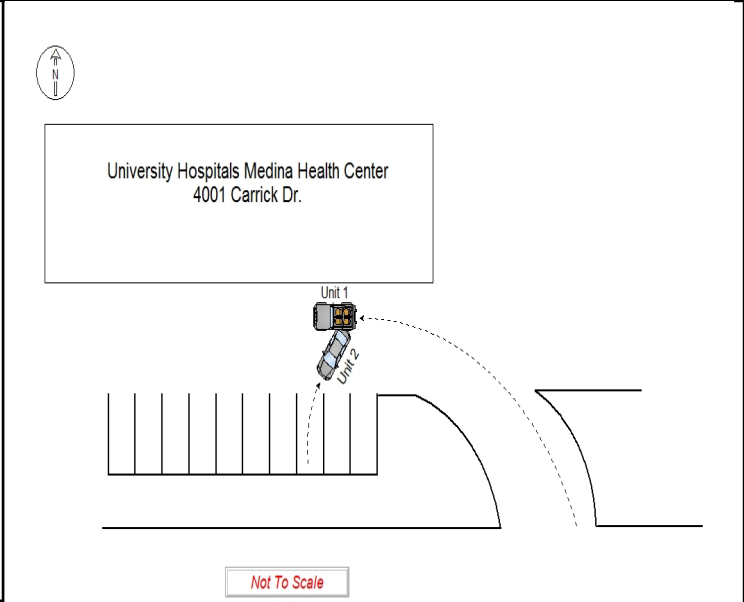 N
University Hospitals Medina Health Center
4001 Carrick Dr.
Unit 1
Unit 2
Not To Scale